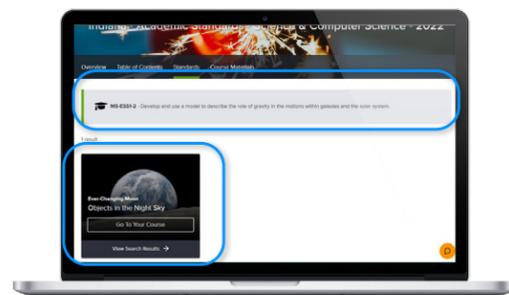 Indiana: Academic Standards - Science & Computer Science - 2022
Overview Table of Contents Standards Course Materials
MS-ESS1-2 - Develop and use a model to describe the role of gravity in the motions within galaxies and the solar system.
1 result
Ever-Changing Moon
Objects in the Night Sky
Go To Your Course
View Search Results →